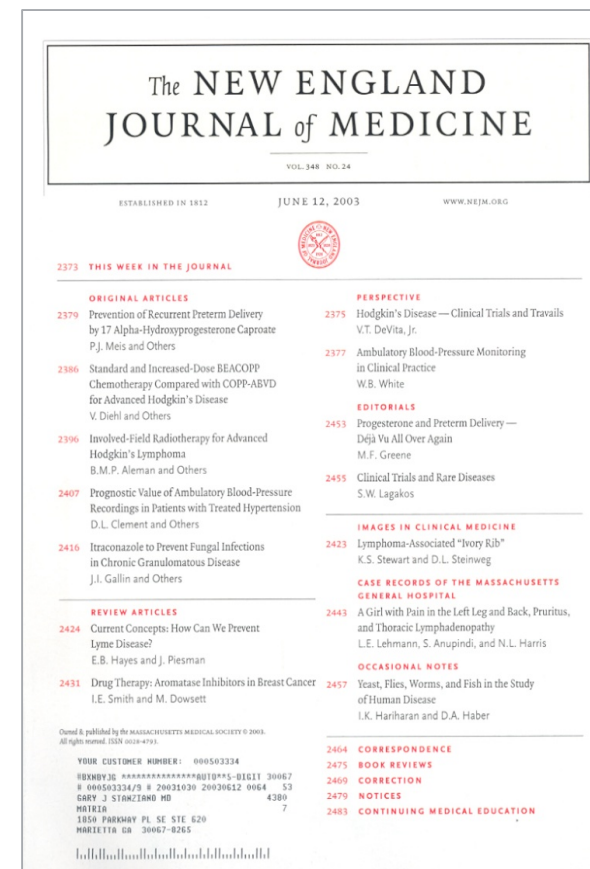 The NEW ENGLAND
JOURNAL of MEDICINE
VOL. 348 NO. 24
ESTABLISHED IN 1812
JUNE 12, 2003
WWW.NEJM.ORG
2373 THIS WEEK IN THE JOURNAL
ORIGINAL ARTICLES
2379 Prevention of Recurrent Preterm Delivery
by 17 Alpha-Hydroxyprogesterone Caproate
P.J. Meis and Others
2386 Standard and Increased-Dose BEACOPP
Chemotherapy Compared with COPP-ABVD
for Advanced Hodgkin's Disease
V. Diehl and Others
2396 Involved-Field Radiotherapy for Advanced
Hodgkin's Lymphoma
B.M.P. Aleman and Others
2407 Prognostic Value of Ambulatory Blood-Pressure
Recordings in Patients with Treated Hypertension
D.L. Clement and Others
2416 Itraconazole to Prevent Fungal Infections
in Chronic Granulomatous Disease
J.I. Gallin and Others
REVIEW ARTICLES
2424 Current Concepts: How Can We Prevent
Lyme Disease?
E.B. Hayes and J. Piesman
2431 Drug Therapy: Aromatase Inhibitors in Breast Cancer
I.E. Smith and M. Dowsett
Owned & published by the MASSACHUSETTS MEDICAL SOCIETY © 2003.
All rights reserved. ISSN 0028-4793.
YOUR CUSTOMER NUMBER: 000503334
#BXNBYJG ***************AUTO**5-DIGIT 30067
# 000503334/9 # 20031030 20030612 0064 53
GARY J STANZIANO MD 4380
MATRIA 7
1850 PARKWAY PL SE STE 620
MARIETTA GA 30067-8265
PERSPECTIVE
2375 Hodgkin's Disease — Clinical Trials and Travails
V.T. DeVita, Jr.
2377 Ambulatory Blood-Pressure Monitoring
in Clinical Practice
W.B. White
EDITORIALS
2453 Progesterone and Preterm Delivery —
Déjà Vu All Over Again
M.F. Greene
2455 Clinical Trials and Rare Diseases
S.W. Lagakos
IMAGES IN CLINICAL MEDICINE
2423 Lymphoma-Associated "Ivory Rib"
K.S. Stewart and D.L. Steinweg
CASE RECORDS OF THE MASSACHUSETTS
GENERAL HOSPITAL
2443 A Girl with Pain in the Left Leg and Back, Pruritus,
and Thoracic Lymphadenopathy
L.E. Lehmann, S. Anupindi, and N.L. Harris
OCCASIONAL NOTES
2457 Yeast, Flies, Worms, and Fish in the Study
of Human Disease
I.K. Hariharan and D.A. Haber
2464 CORRESPONDENCE
2475 BOOK REVIEWS
2469 CORRECTION
2479 NOTICES
2483 CONTINUING MEDICAL EDUCATION